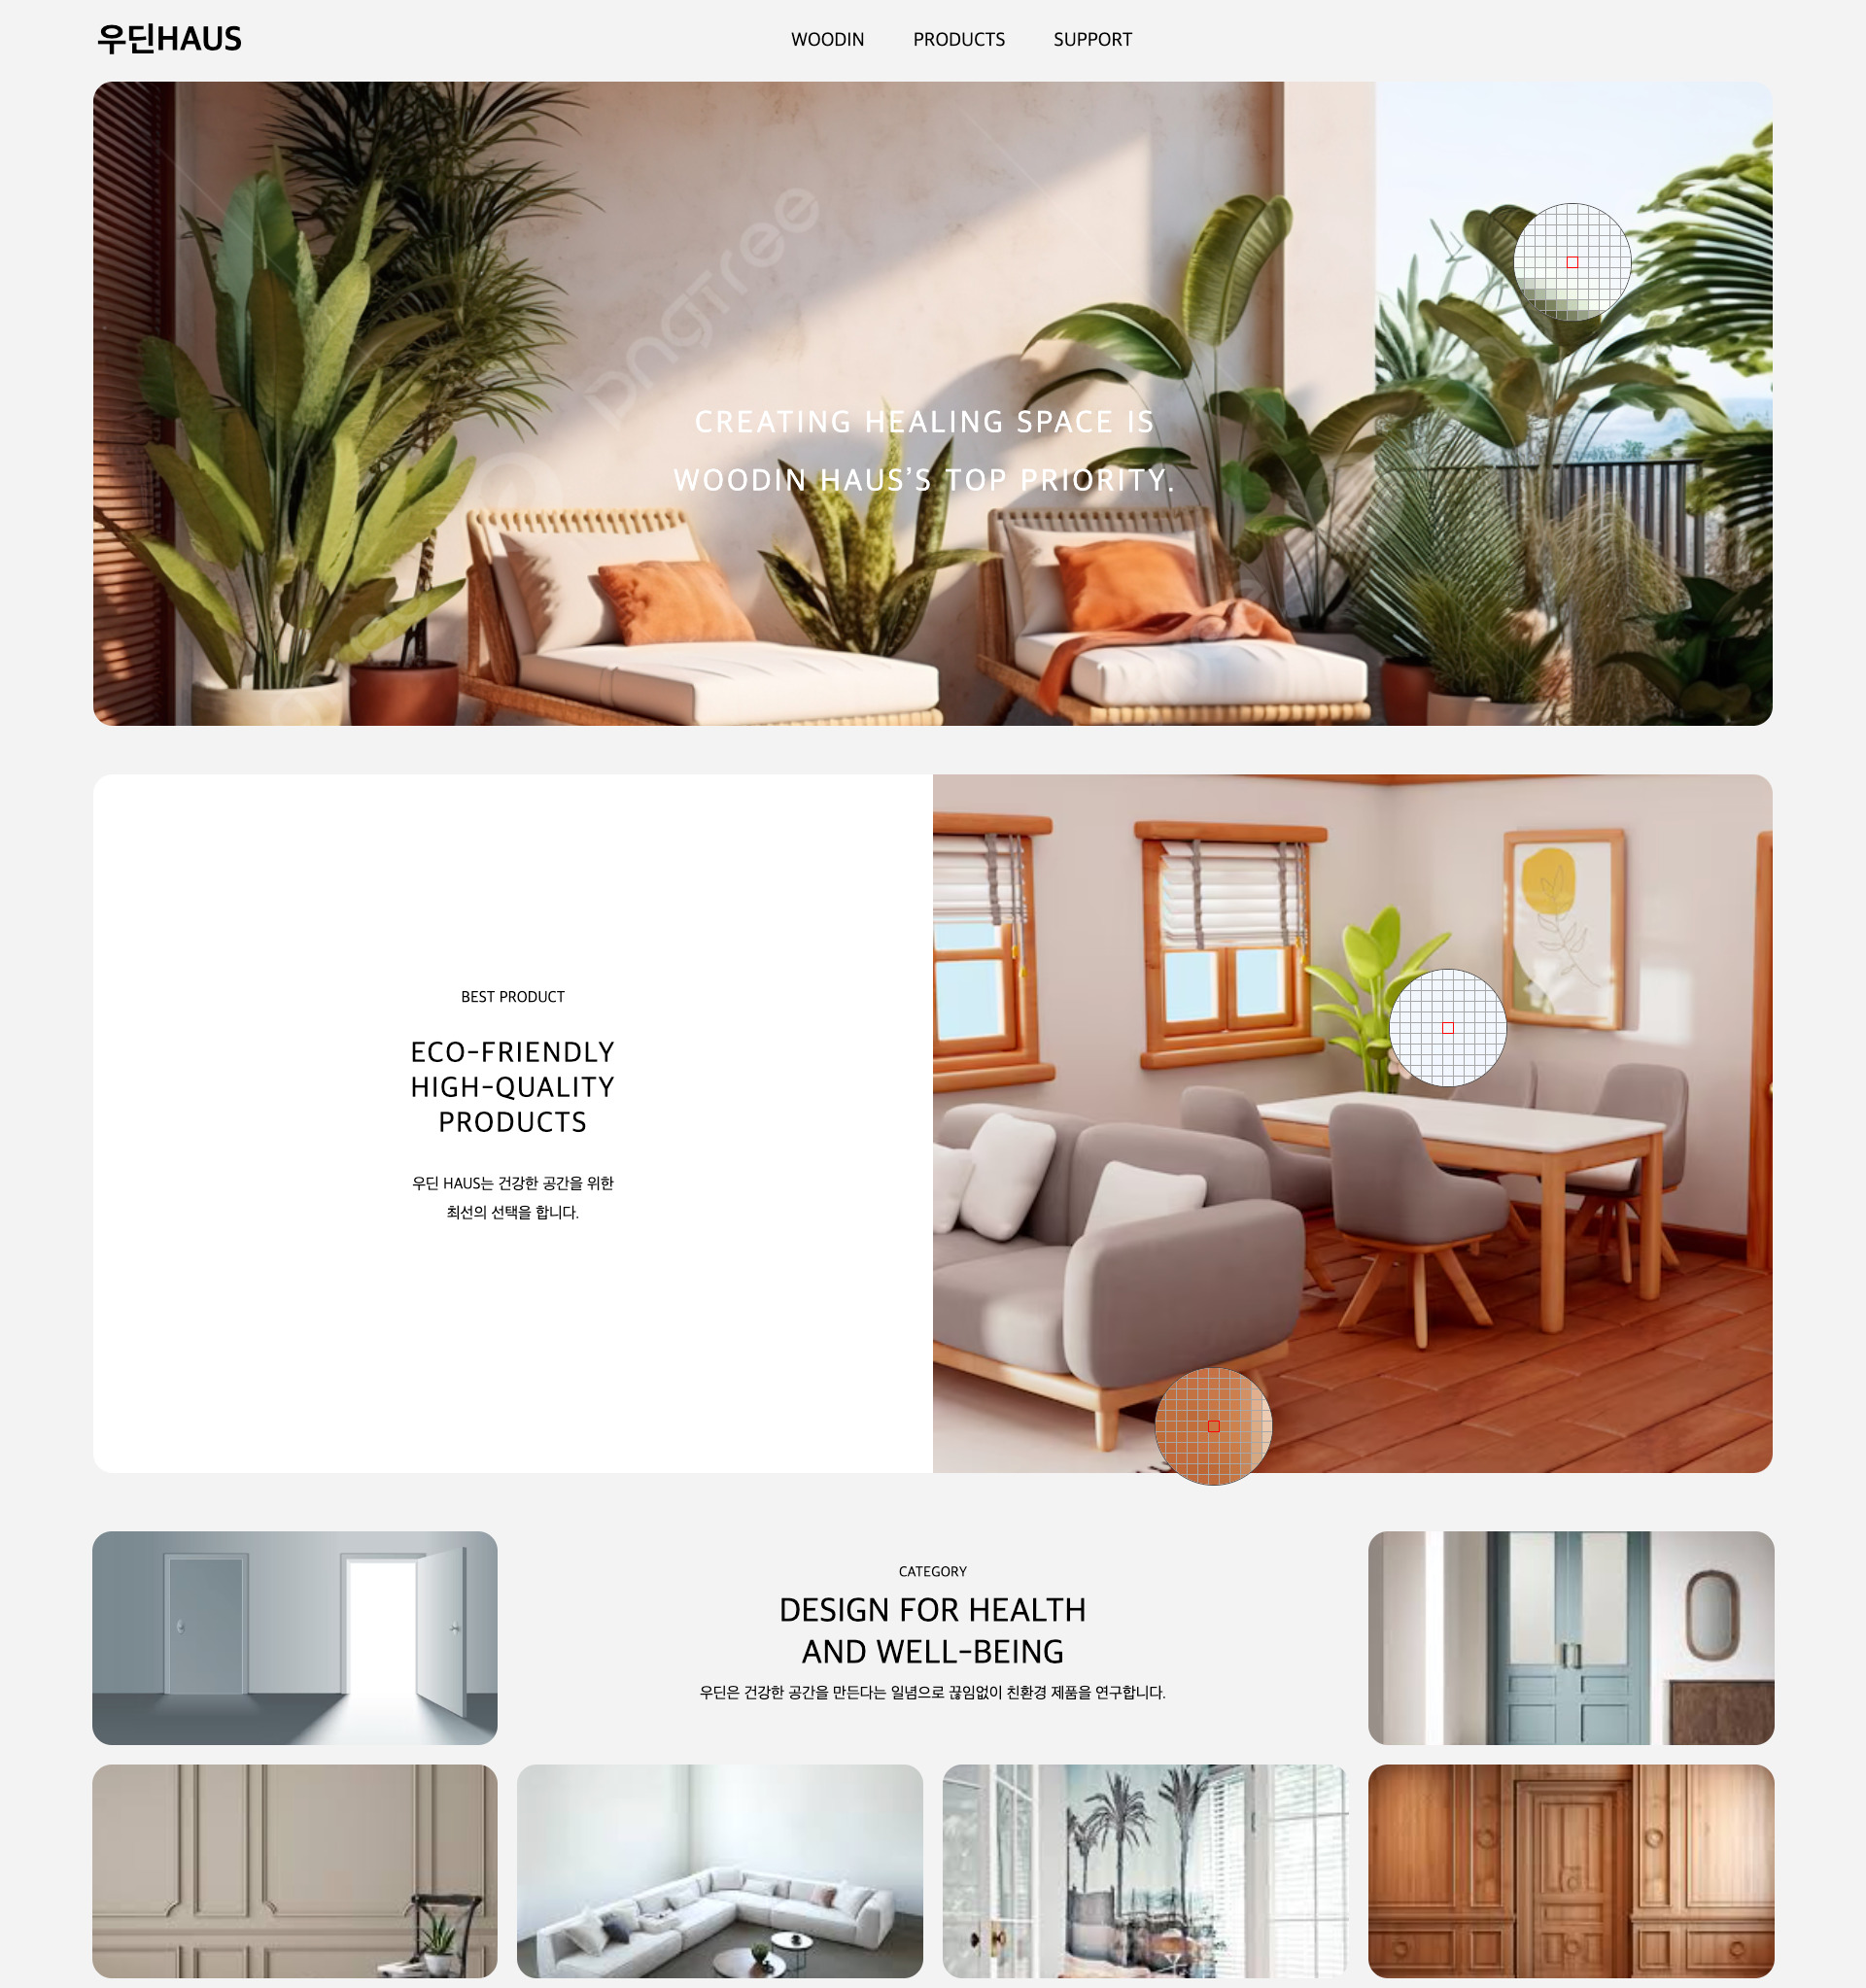 우딘HAUS
WOODIN PRODUCTS SUPPORT
pngtree
CREATING HEALING SPACE IS
WOODIN HAUS'S TOP PRIORITY.
BEST PRODUCT
ECO-FRIENDLY
HIGH-QUALITY
PRODUCTS
우딘 HAUS는 건강한 공간을 위한
최선의 선택을 합니다.
CATEGORY
DESIGN FOR HEALTH
AND WELL-BEING
우딘은 건강한 공간을 만든다는 일념으로 끊임없이 친환경 제품을 연구합니다.